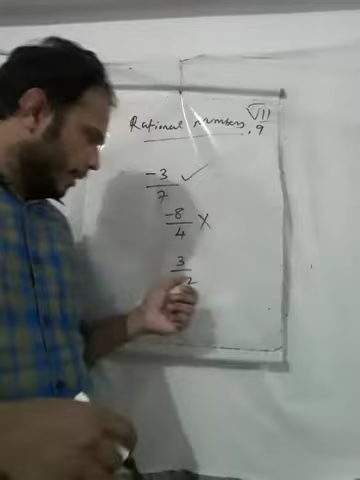 Rational numbers, √11/9
-3/7 ✓
-8/4 X
3/2